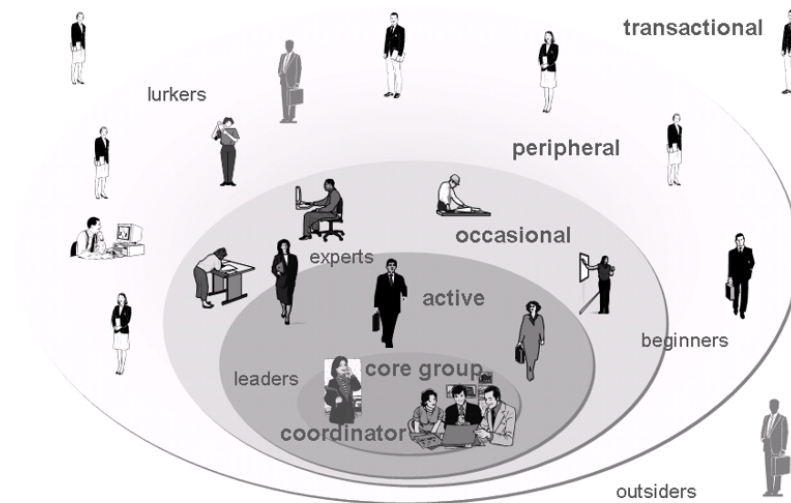 transactional
lurkers
peripheral
occasional
experts
active
beginners
core group
leaders
coordinator
outsiders